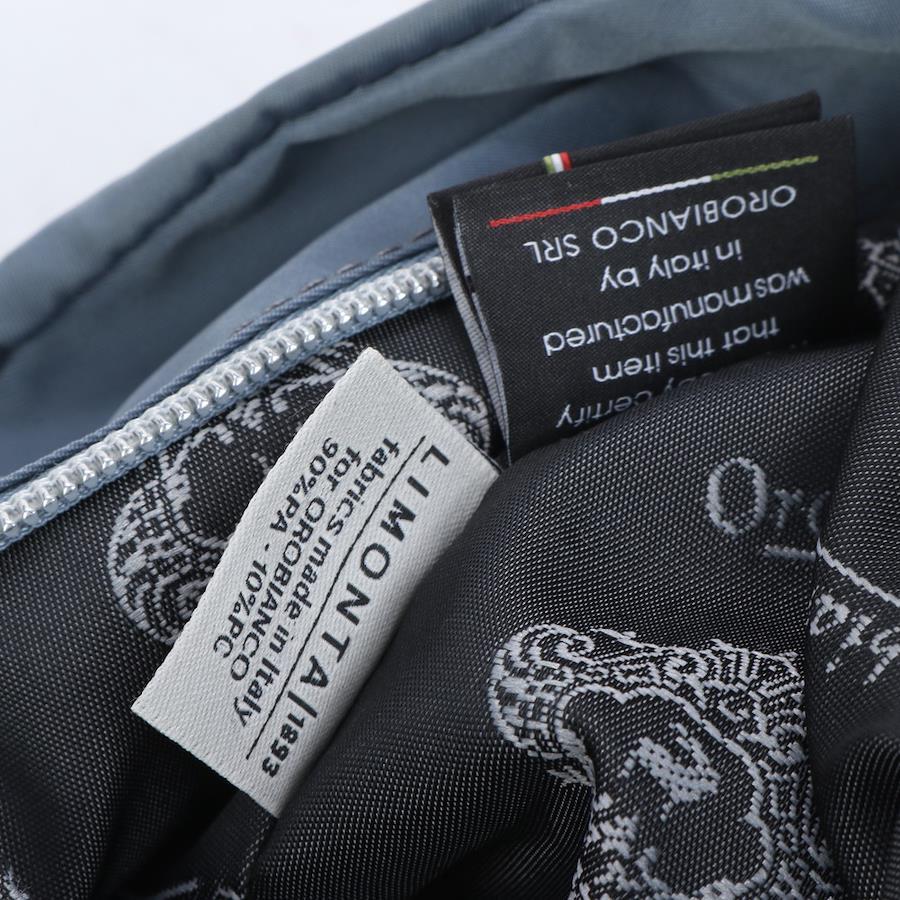 LIMONTA|1893
fabrics made in Italy
for OROBIANCO
90%PA - 10%PC
certify
that this item
was manufactured
in italy by
OROBIANCO SRL